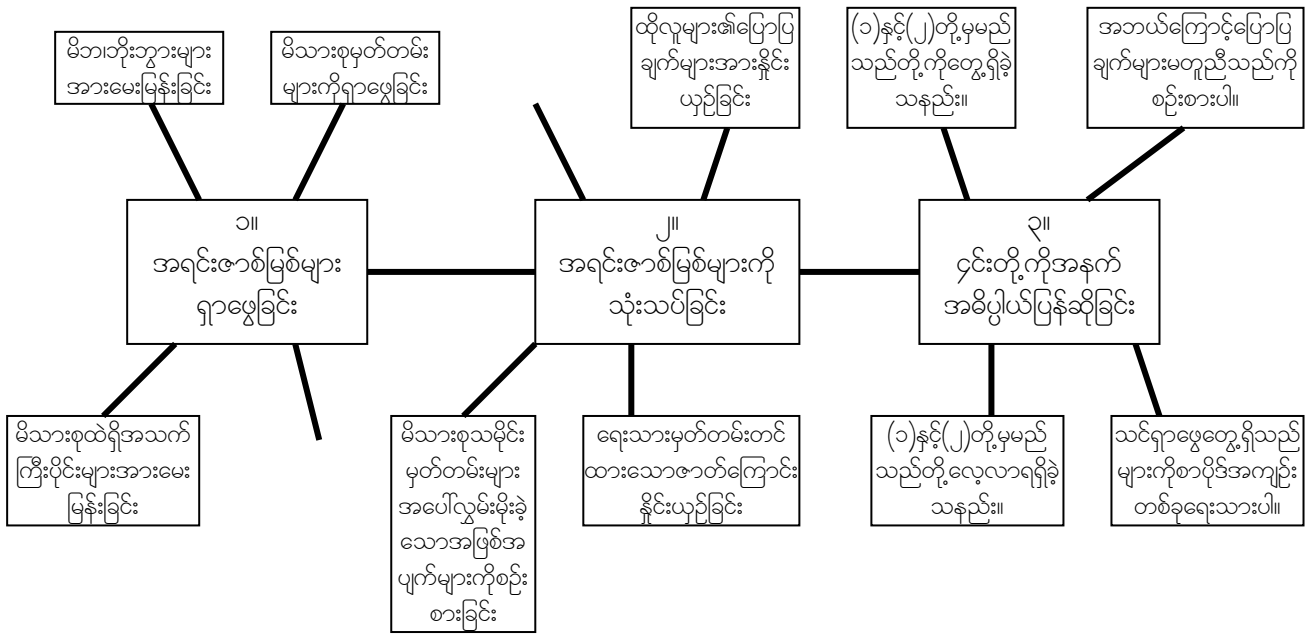 မိဘ၊ဘိုးဘွားများ
အားမေးမြန်းခြင်း
မိသားစုမှတ်တမ်း
များကိုရှာဖွေခြင်း
ထိုလူများ၏ပြောပြ
ချက်များအားနှိုင်း
ယှဉ်ခြင်း
(၁)နှင့်(၂)တို့မှမည်
သည်တို့ကိုတွေ့ရှိခဲ့
သနည်း။
အဘယ်ကြောင့်ပြောပြ
ချက်များမတူညီသည်ကို
စဉ်းစားပါ။
၁။
အရင်းဇာစ်မြစ်များ
ရှာဖွေခြင်း
၂။
အရင်းဇာစ်မြစ်များကို
သုံးသပ်ခြင်း
၃။
၄င်းတို့ကိုအနက်
အဓိပ္ပါယ်ပြန်ဆိုခြင်း
မိသားစုထဲရှိအသက်
ကြီးပိုင်းများအားမေး
မြန်းခြင်း
မိသားစုသမိုင်း
မှတ်တမ်းများ
အပေါ်လွှမ်းမိုးခဲ့
သောအဖြစ်အ
ပျက်များကိုစဉ်း
စားခြင်း
ရေးသားမှတ်တမ်းတင်
ထားသောဇာတ်ကြောင်း
နှိုင်းယှဉ်ခြင်း
(၁)နှင့်(၂)တို့မှမည်
သည်တို့လေ့လာရရှိခဲ့
သနည်း။
သင်ရှာဖွေတွေ့ရှိသည်
များကိုစာပိုဒ်အကျဉ်း
တစ်ခုရေးသားပါ။